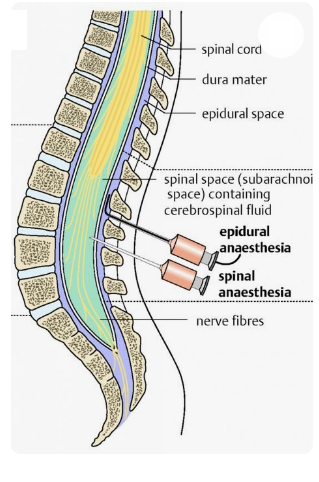 spinal cord
dura mater
epidural space
spinal space (subarachnoi
space) containing
cerebrospinal fluid
epidural
anaesthesia
spinal
anaesthesia
nerve fibres